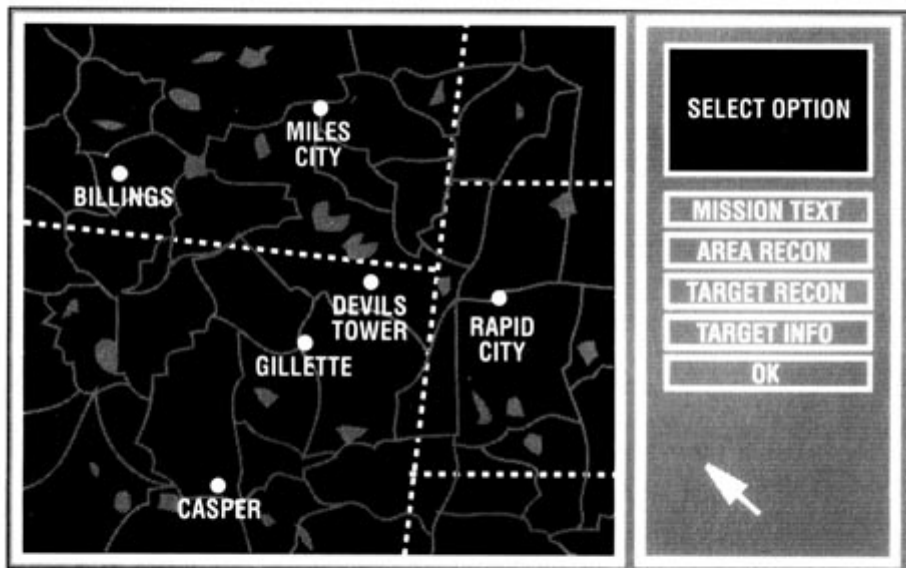 MILES
CITY
BILLINGS
DEVILS
TOWER
RAPID
CITY
GILLETTE
CASPER
SELECT OPTION
MISSION TEXT
AREA RECON
TARGET RECON
TARGET INFO
OK